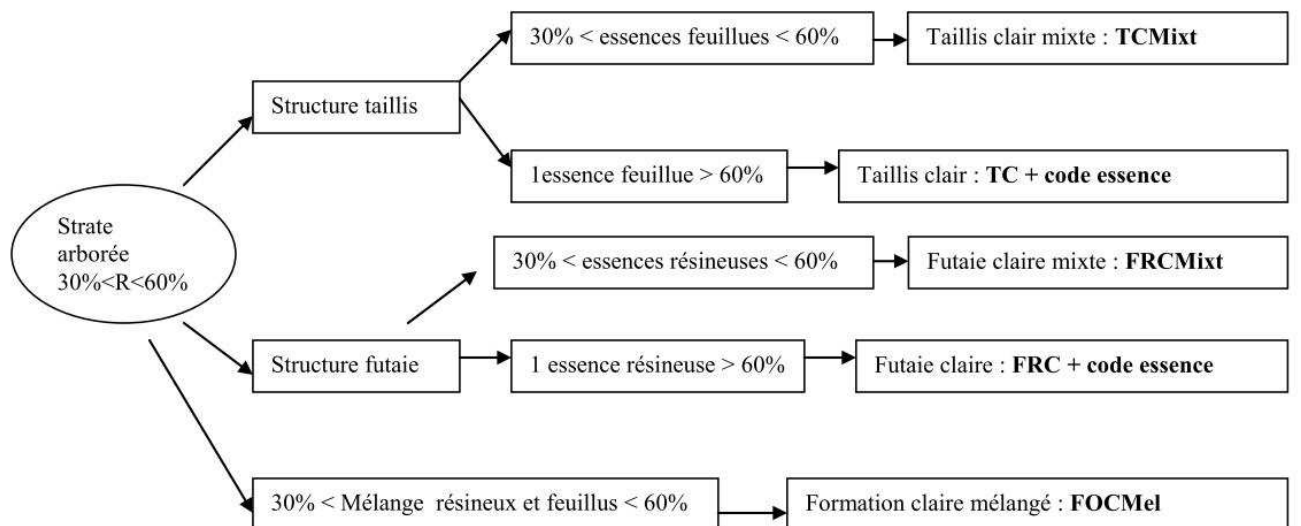 30% < essences feuillues < 60%
Taillis clair mixte : TCMixt
Structure taillis
1essence feuillue > 60%
Taillis clair : TC + code essence
Strate
arborée
30%<R<60%
30% < essences résineuses < 60%
Futaie claire mixte : FRCMixt
Structure futaie
1 essence résineuse > 60%
Futaie claire : FRC + code essence
30% < Mélange résineux et feuillus < 60%
Formation claire mélangé : FOCMel